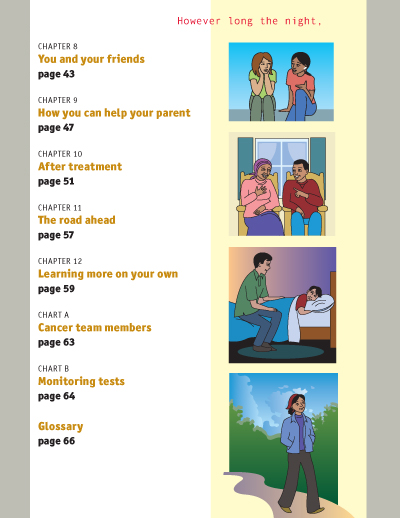 However long the night,
CHAPTER 8
You and your friends
page 43
CHAPTER 9
How you can help your parent
page 47
CHAPTER 10
After treatment
page 51
CHAPTER 11
The road ahead
page 57
CHAPTER 12
Learning more on your own
page 59
CHART A
Cancer team members
page 63
CHART B
Monitoring tests
page 64
Glossary
page 66